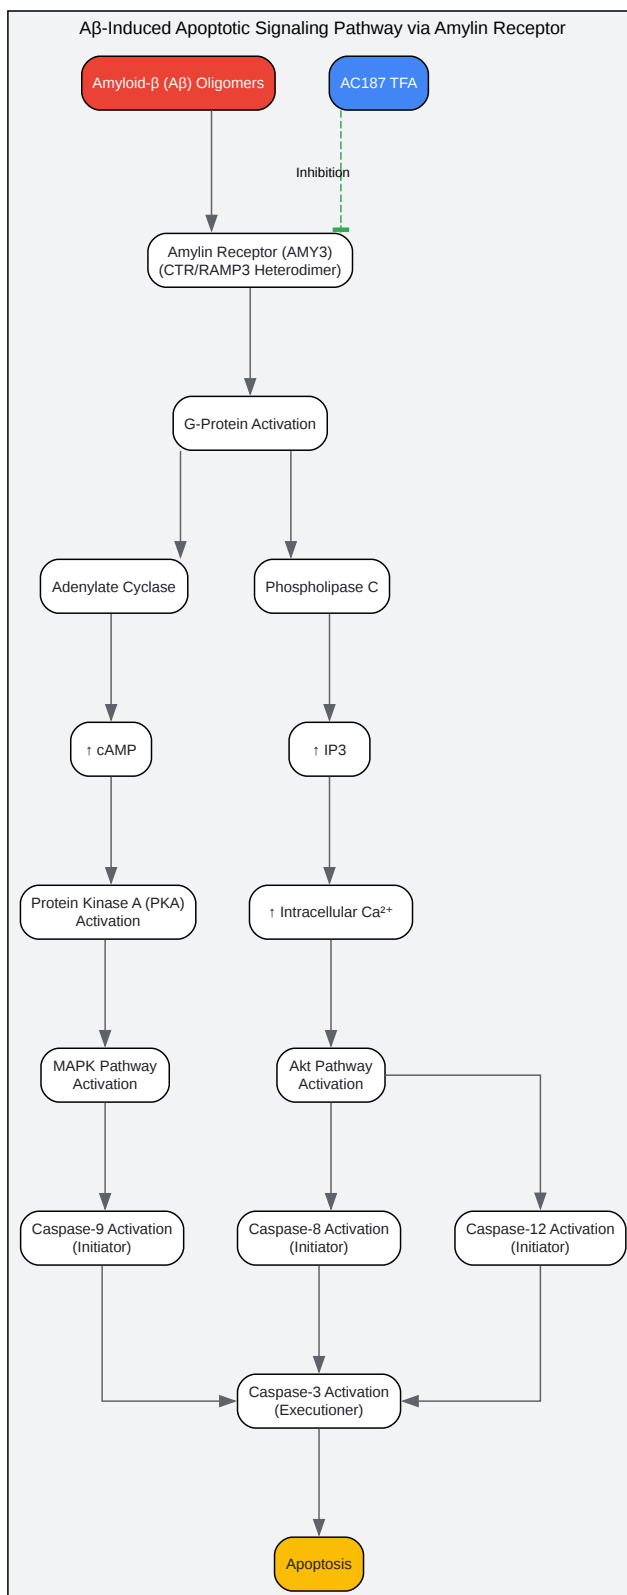 Aβ-Induced Apoptotic Signaling Pathway via Amylin Receptor
Amyloid-β (Aβ) Oligomers
AC187 TFA
Inhibition
Amylin Receptor (AMY3)
(CTR/RAMP3 Heterodimer)
G-Protein Activation
Adenylate Cyclase
Phospholipase C
↑ cAMP
↑ IP3
Protein Kinase A (PKA)
Activation
↑ Intracellular Ca²⁺
MAPK Pathway
Activation
Akt Pathway
Activation
Caspase-9 Activation
(Initiator)
Caspase-8 Activation
(Initiator)
Caspase-12 Activation
(Initiator)
Caspase-3 Activation
(Executioner)
Apoptosis